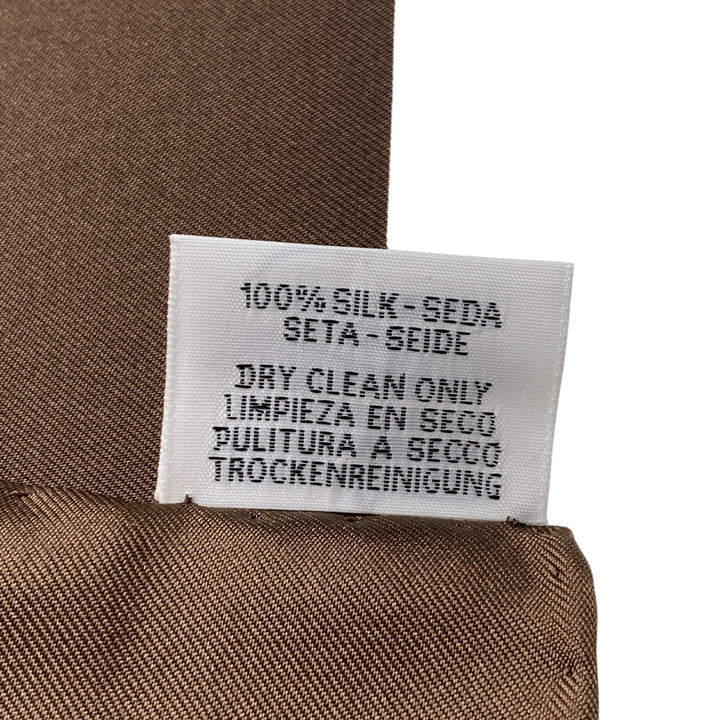 100% SILK-SEDA
SETA-SEIDE
DRY CLEAN ONLY
LIMPIEZA EN SECO
PULITURA A SECCO
TROCKENREINIGUNG